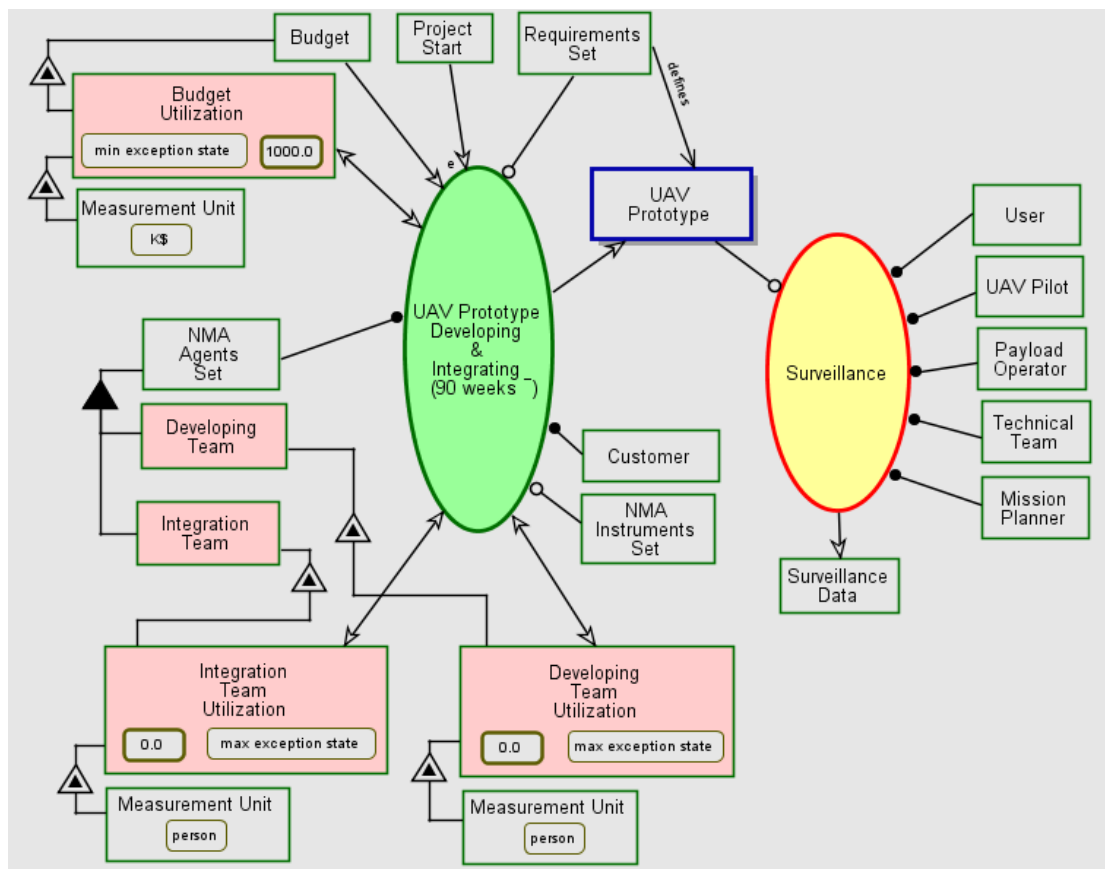 Budget
Project
Start
Requirements
Set
defines
Budget
Utilization
min exception state
1000.0
e
Measurement Unit
K$
UAV
Prototype
User
UAV Pilot
Payload
Operator
Technical
Team
Mission
Planner
Surveillance
Surveillance
Data
NMA
Agents
Set
UAV Prototype
Developing
&
Integrating
(90 weeks _)
Developing
Team
Customer
Integration
Team
NMA
Instruments
Set
Integration
Team
Utilization
0.0
max exception state
Developing
Team
Utilization
0.0
max exception state
Measurement Unit
person
Measurement Unit
person